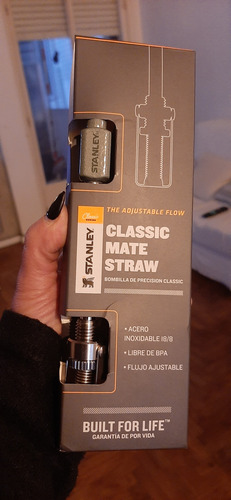 STANLEY
THE ADJUSTABLE FLOW
Classic
STANLEY
CLASSIC
MATE
STRAW
BOMBILLA DE PRECISION CLASSIC
• ACERO
INOXIDABLE 18/8
• LIBRE DE BPA
• FLUJO AJUSTABLE
BUILT FOR LIFE™
GARANTÍA DE POR VIDA